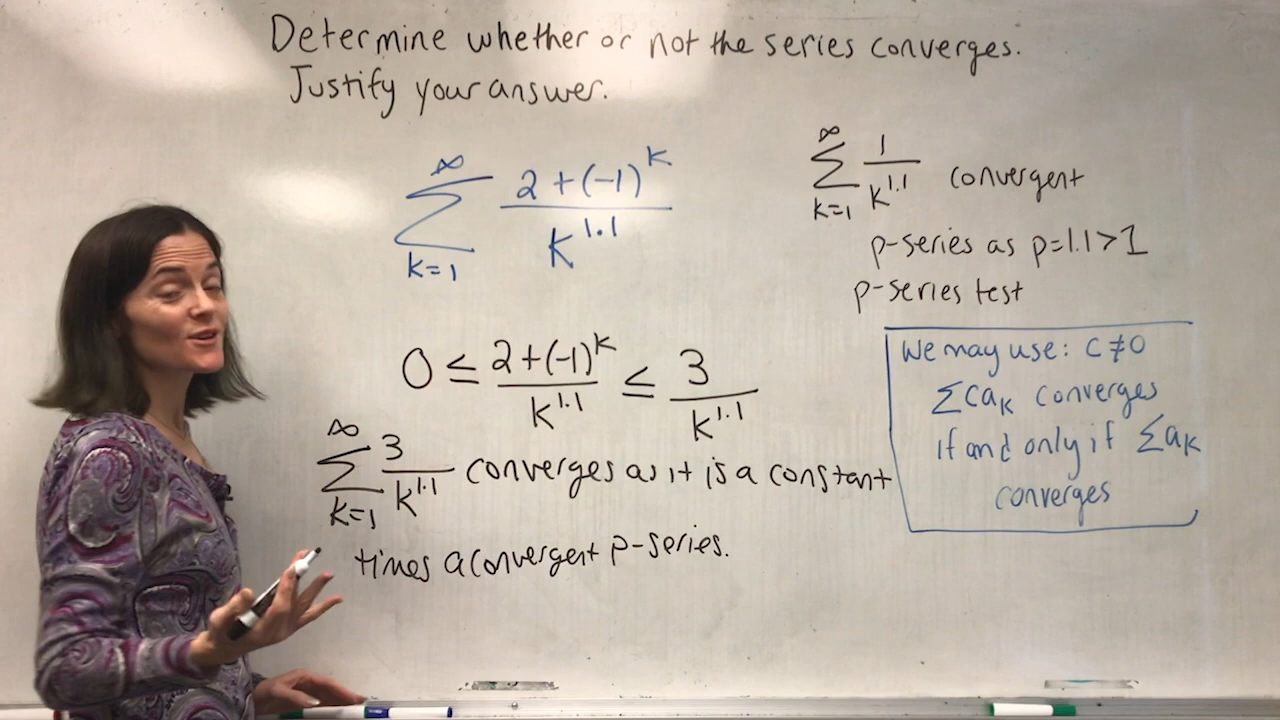 Determine whether or not the series converges.
Justify your answer.
∞
∑ 2+(-1)^k / k^1.1
k=1
∞
∑ 1/k^1.1 convergent
k=1
p-series as p=1.1>1
p-series test
0 ≤ 2+(-1)^k / k^1.1 ≤ 3/k^1.1
∞
∑ 3/k^1.1 converges as it is a constant
k=1
times a convergent p-series.
We may use: c≠0
∑ca_k converges
if and only if ∑a_k
converges